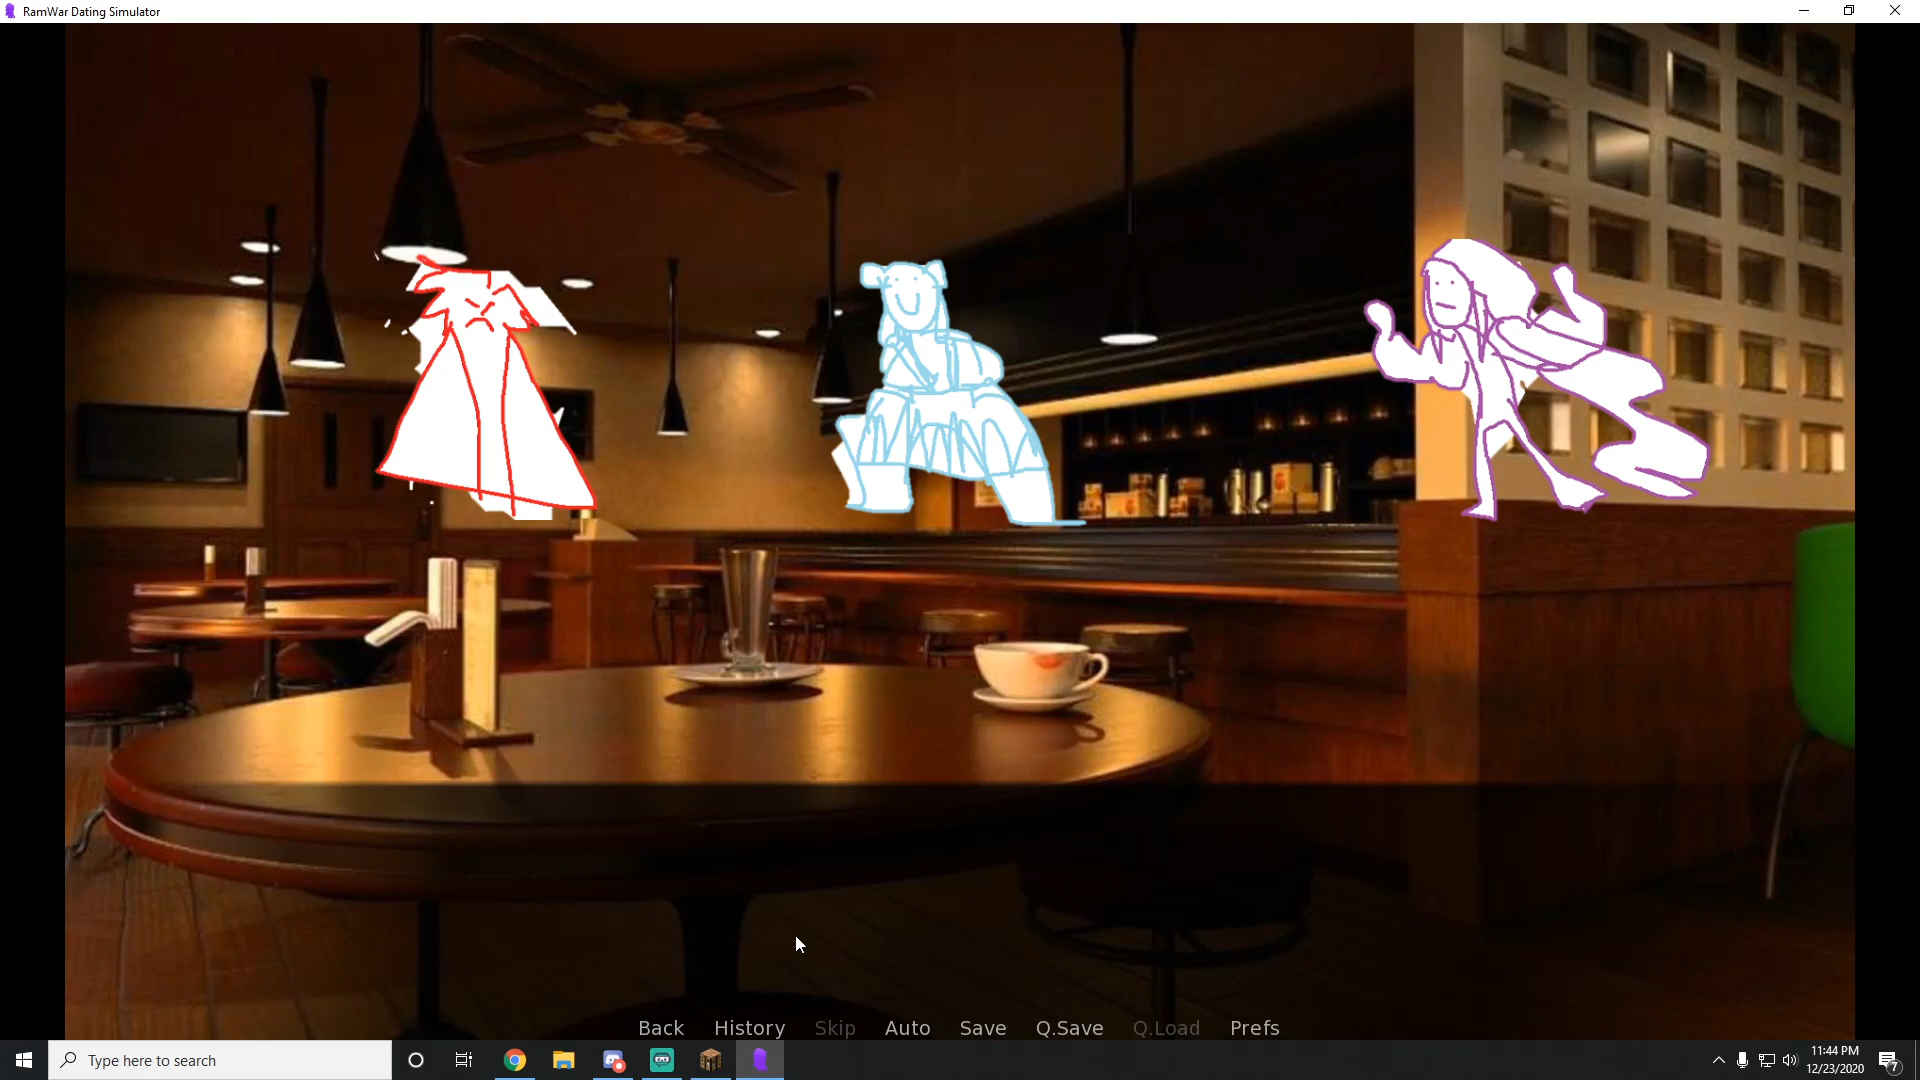 RamWar Dating Simulator
Back History Skip Auto Save Q.Save Q.Load Prefs
Type here to search
11:44 PM
12/23/2020
7